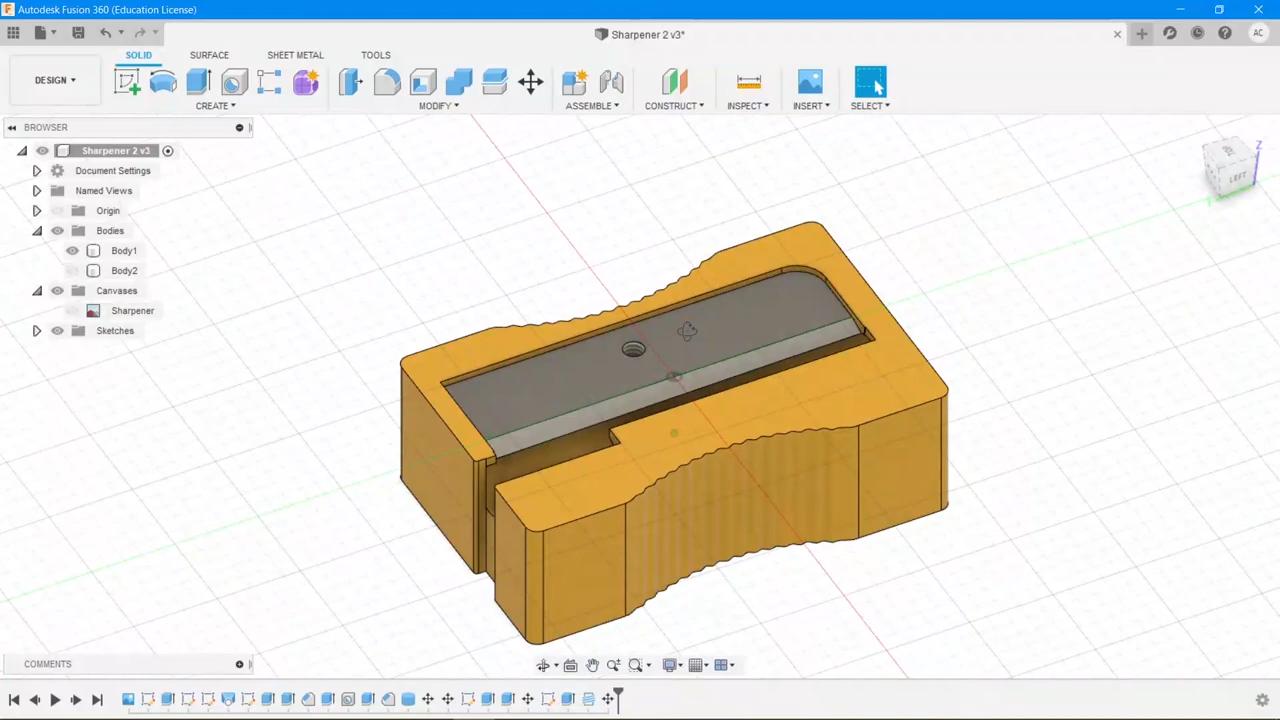 Autodesk Fusion 360 (Education License)
Sharpener 2 v3*
AC
DESIGN
SOLID
SURFACE
SHEET METAL
TOOLS
CREATE
MODIFY
ASSEMBLE
CONSTRUCT
INSPECT
INSERT
SELECT
BROWSER
Sharpener 2 v3
Document Settings
Named Views
Origin
Bodies
Body1
Body2
Canvases
Sharpener
Sketches
Z
LEFT
COMMENTS